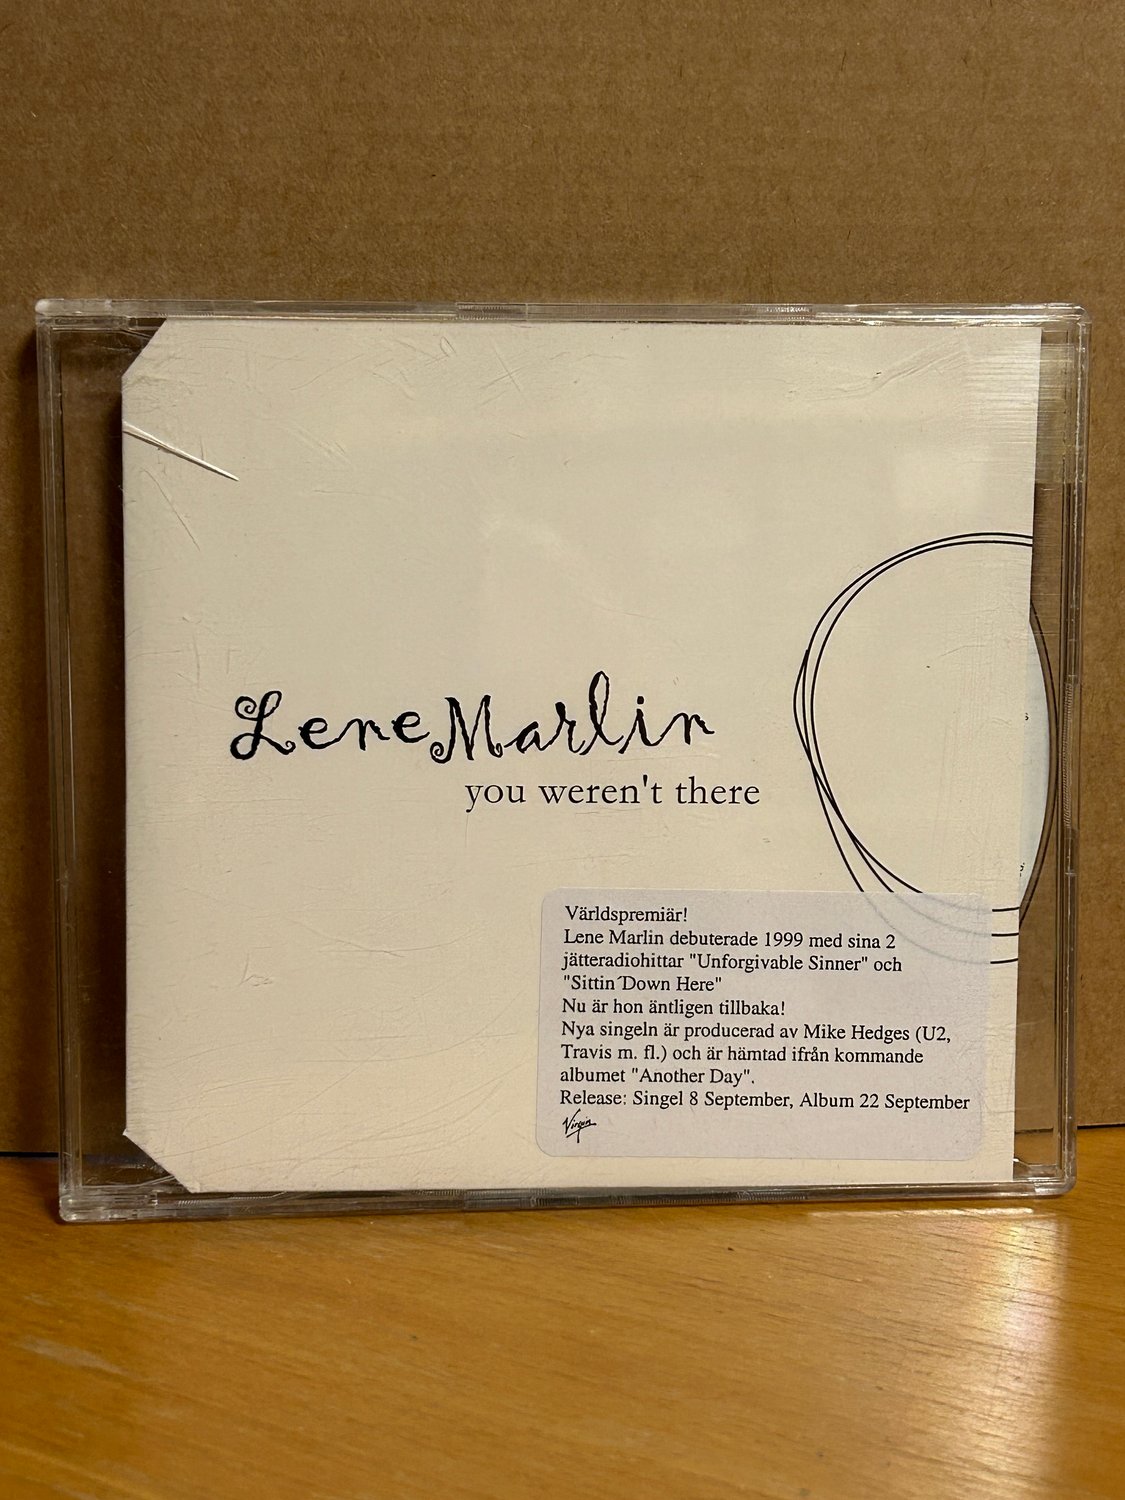 Lene Marlin
you weren't there
Världspremiär!
Lene Marlin debuterade 1999 med sina 2
jätteradiohittar "Unforgivable Sinner" och
"Sittin´Down Here"
Nu är hon äntligen tillbaka!
Nya singeln är producerad av Mike Hedges (U2,
Travis m. fl.) och är hämtad ifrån kommande
albumet "Another Day".
Release: Singel 8 September, Album 22 September
Virgin